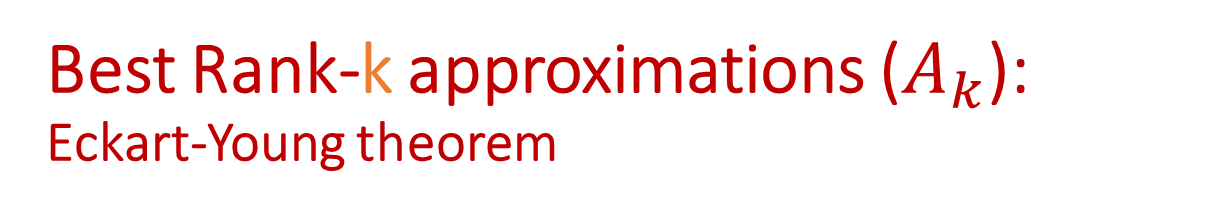 Best Rank-k approximations (A_k):
Eckart-Young theorem